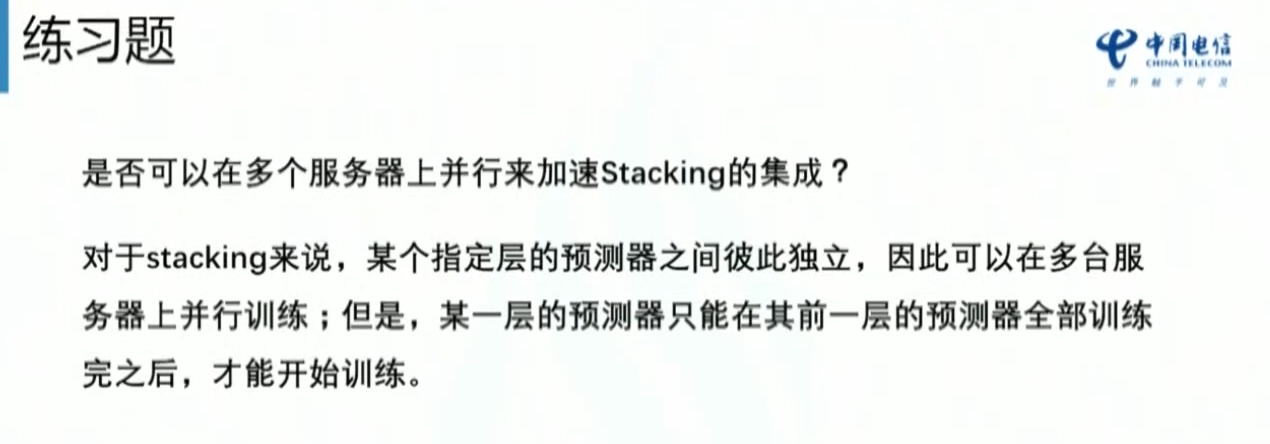 练习题
中国电信
CHINA TELECOM
世界触手可及
是否可以在多个服务器上并行来加速Stacking的集成？
对于stacking来说，某个指定层的预测器之间彼此独立，因此可以在多台服
务器上并行训练；但是，某一层的预测器只能在其前一层的预测器全部训练
完之后，才能开始训练。